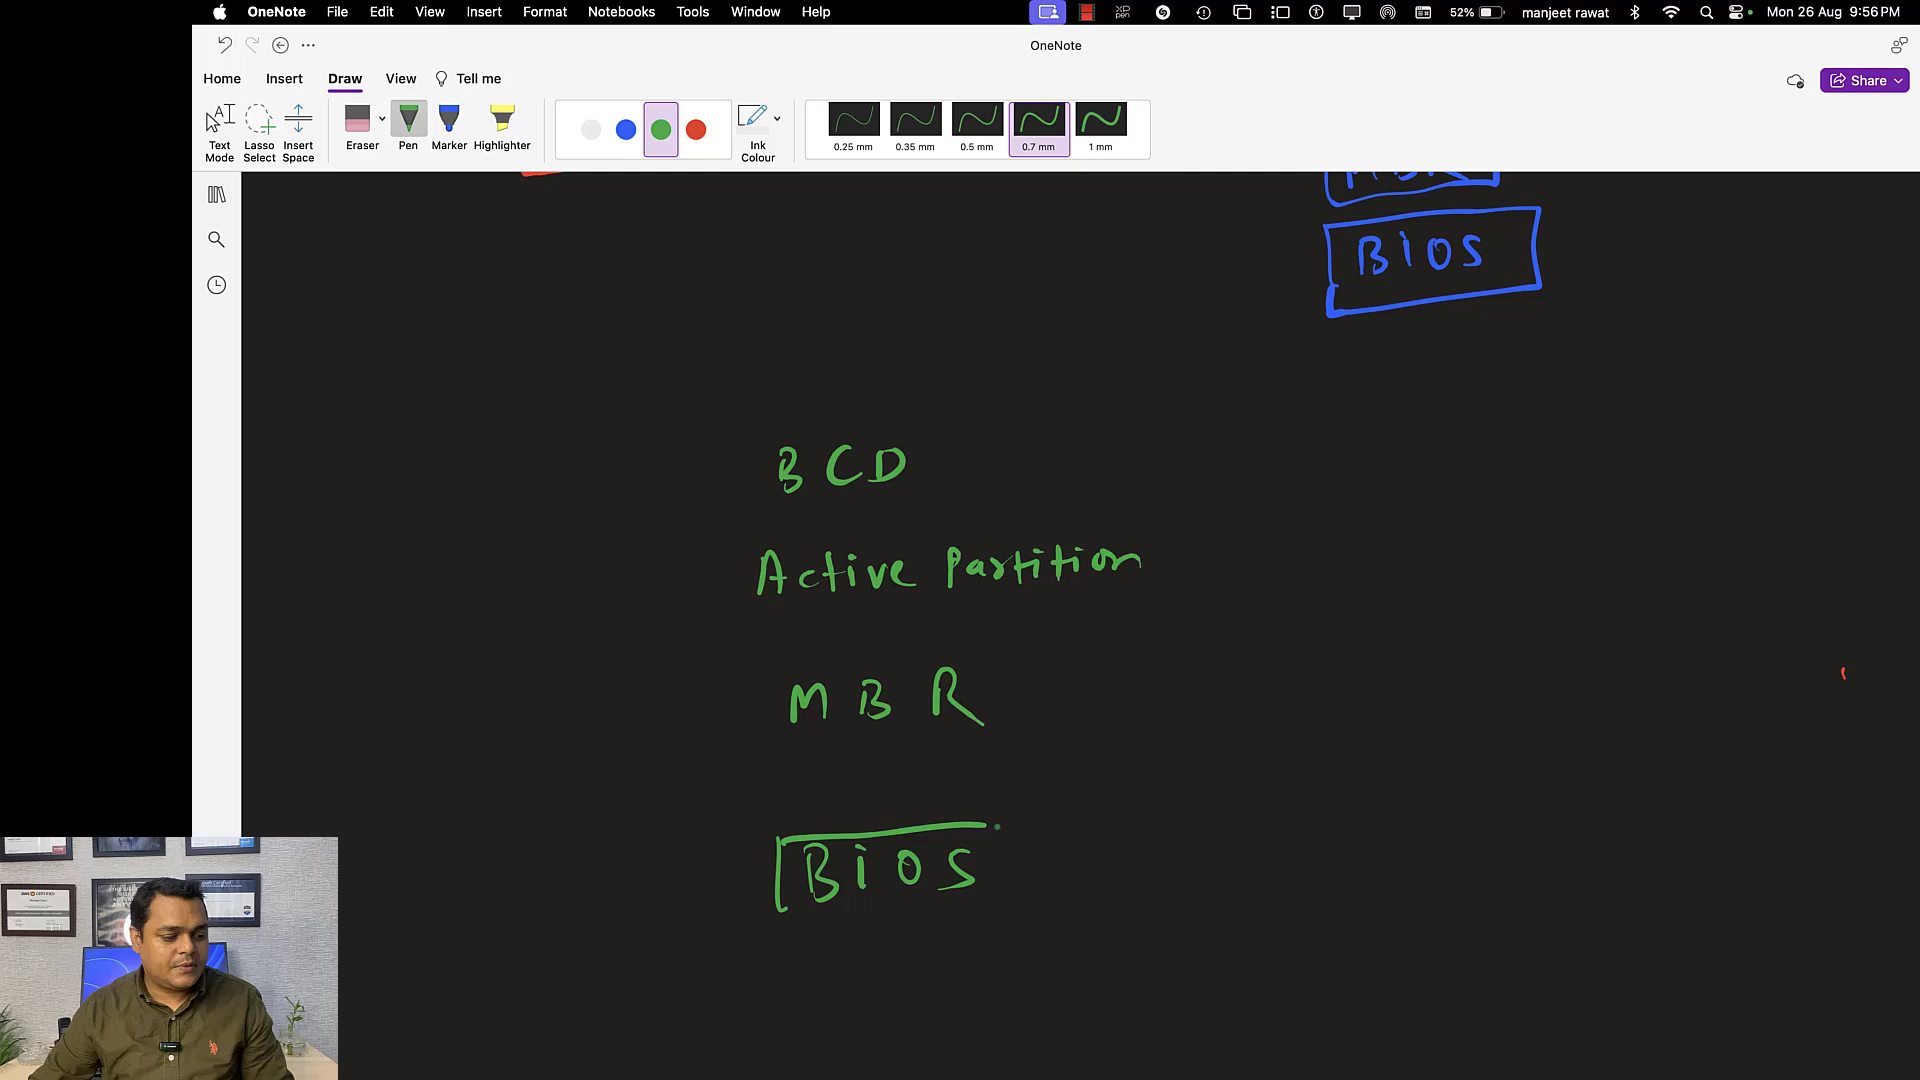 OneNote File Edit View Insert Format Notebooks Tools Window Help XP pen 52% manjeet rawat Mon 26 Aug 9:56 PM
OneNote
Home Insert Draw View Tell me Share
Text Mode Lasso Select Insert Space Eraser Pen Marker Highlighter Ink Colour 0.25 mm 0.35 mm 0.5 mm 0.7 mm 1 mm
MBR
BiOS
BCD
Active Partition
MBR
BiOS